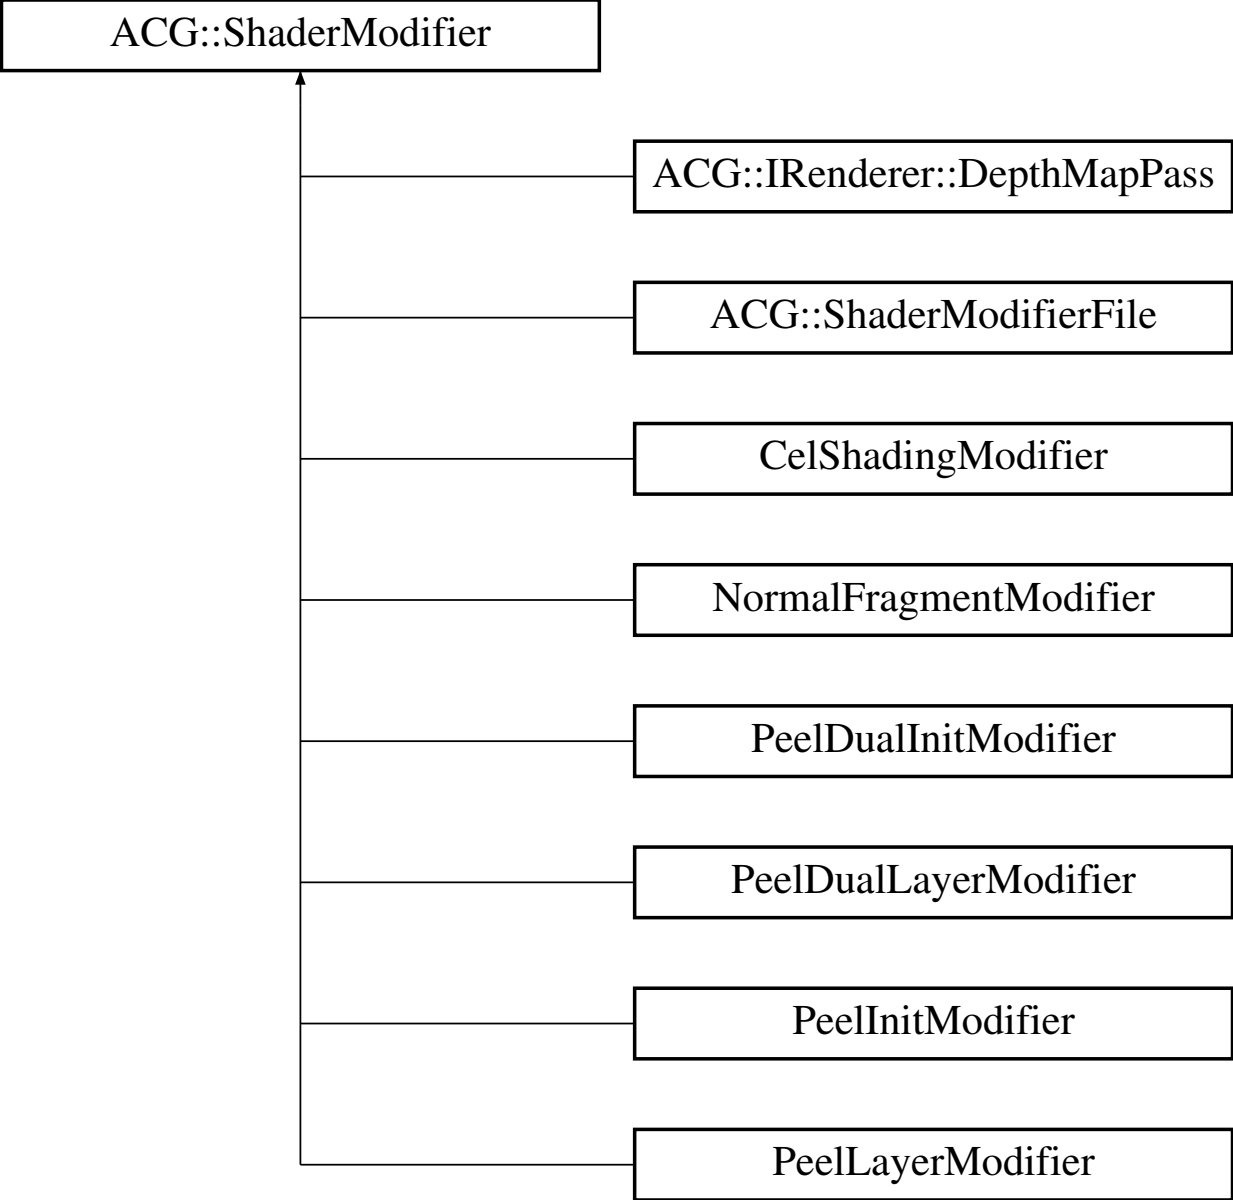 ACG::ShaderModifier
ACG::IRenderer::DepthMapPass
ACG::ShaderModifierFile
CelShadingModifier
NormalFragmentModifier
PeelDualInitModifier
PeelDualLayerModifier
PeelInitModifier
PeelLayerModifier